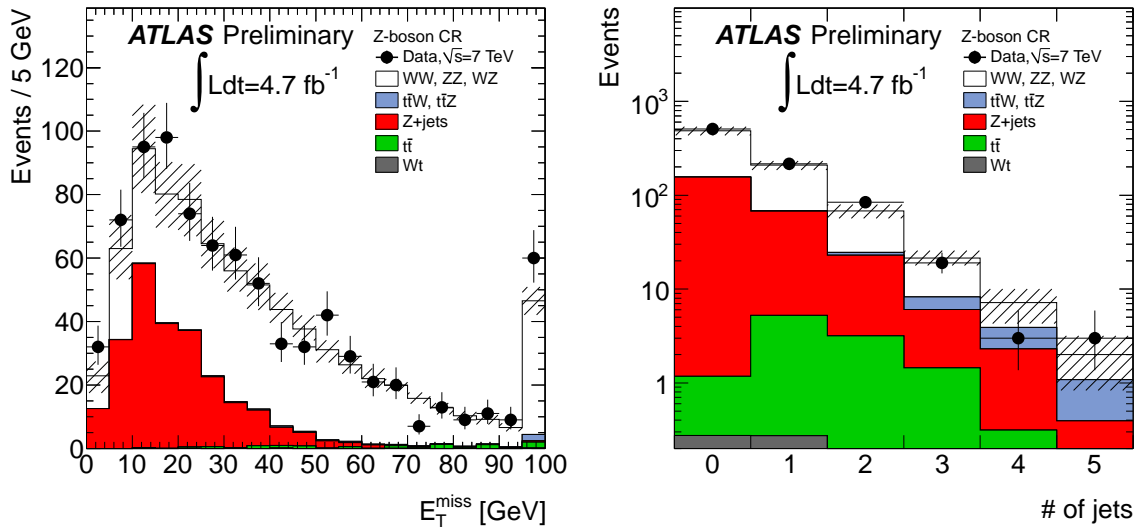 ATLAS Preliminary
∫Ldt=4.7 fb⁻¹
Z-boson CR
Data,√s=7 TeV
WW, ZZ, WZ
tt̄W, tt̄Z
Z+jets
tt̄
Wt
Events / 5 GeV
120
100
80
60
40
20
0
0 10 20 30 40 50 60 70 80 90 100
E_T^miss [GeV]
ATLAS Preliminary
∫Ldt=4.7 fb⁻¹
Z-boson CR
Data,√s=7 TeV
WW, ZZ, WZ
tt̄W, tt̄Z
Z+jets
tt̄
Wt
Events
10³
10²
10
1
0 1 2 3 4 5
# of jets